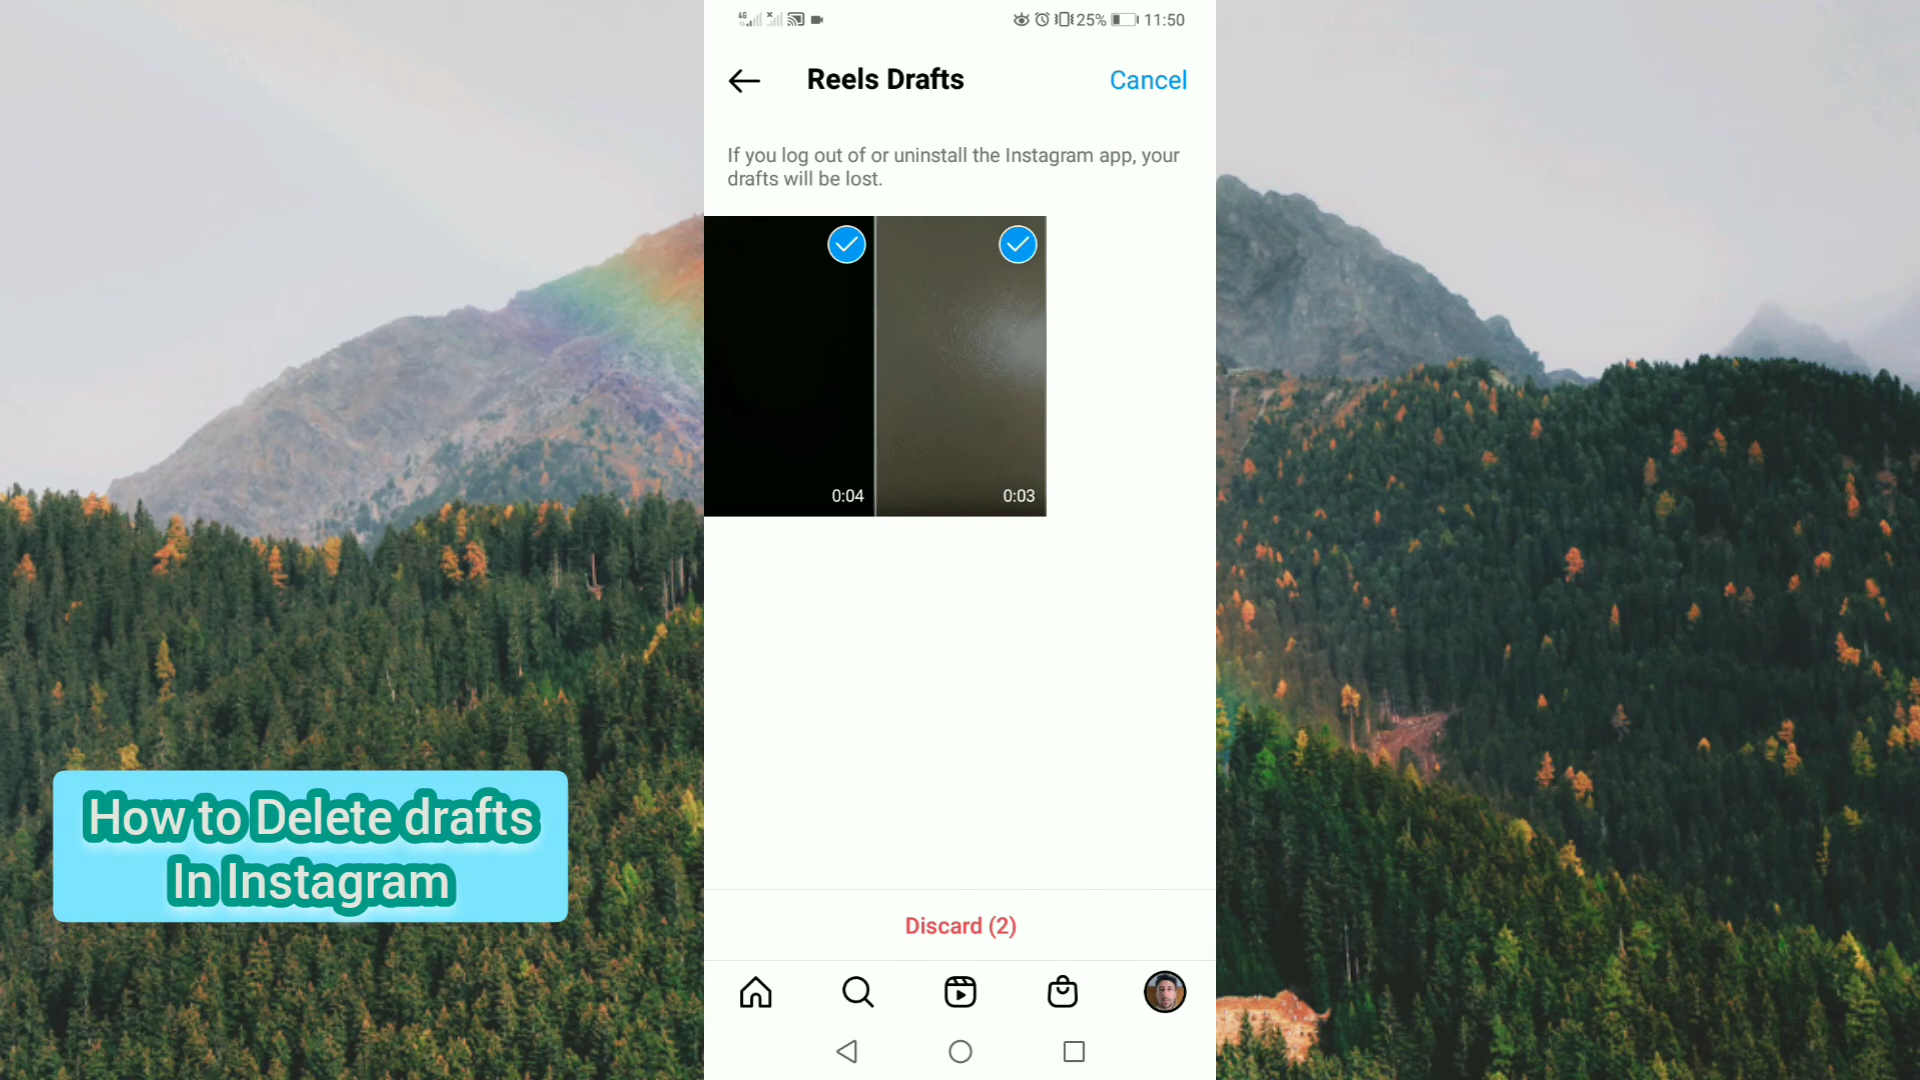 4G
25% 11:50
Reels Drafts
Cancel
If you log out of or uninstall the Instagram app, your
drafts will be lost.
0:04
0:03
How to Delete drafts
In Instagram
Discard (2)